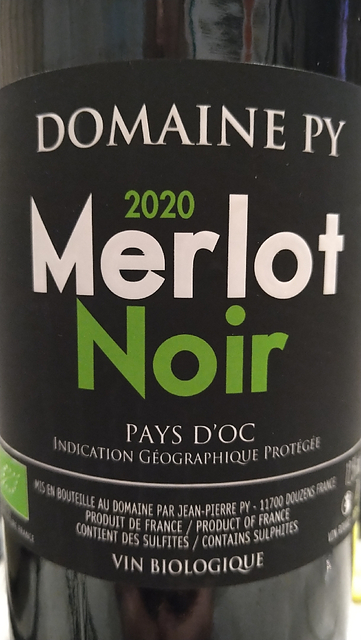 DOMAINE PY
2020
Merlot
Noir
PAYS D'OC
INDICATION GÉOGRAPHIQUE PROTÉGÉE
MIS EN BOUTEILLE AU DOMAINE PAR JEAN-PIERRE PY - 11700 DOUZENS FRANCE
PRODUIT DE FRANCE / PRODUCT OF FRANCE
CONTIENT DES SULFITES / CONTAINS SULPHITES
VIN BIOLOGIQUE